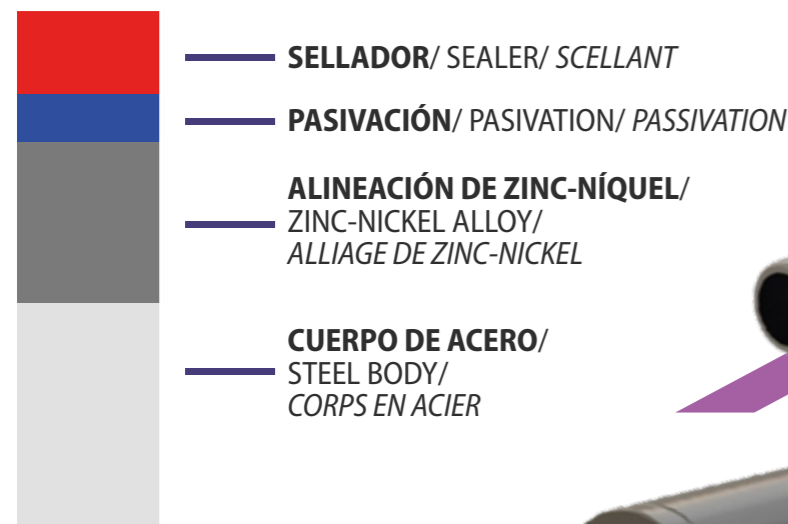 SELLADOR/ SEALER/ SCELLANT
PASIVACIÓN/ PASIVATION/ PASSIVATION
ALINEACIÓN DE ZINC-NÍQUEL/
ZINC-NICKEL ALLOY/
ALLIAGE DE ZINC-NICKEL
CUERPO DE ACERO/
STEEL BODY/
CORPS EN ACIER